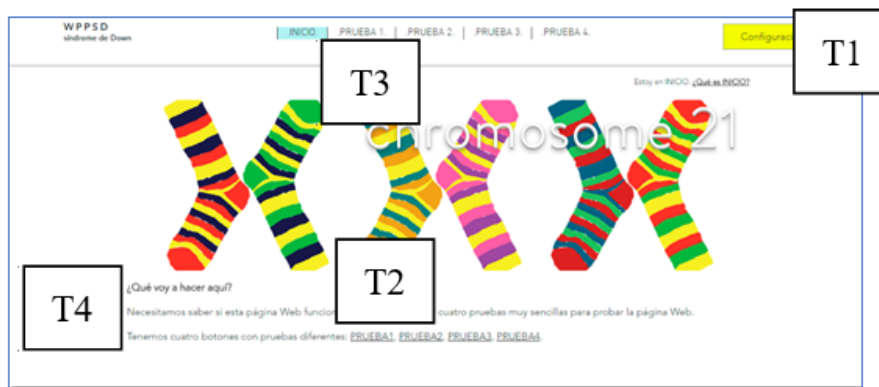 WPPSD
síndrome de Down
.INICIO. | .PRUEBA 1. | .PRUEBA 2. | .PRUEBA 3. | .PRUEBA 4.
Configuraci
T1
T3
Estoy en INICIO. ¿Qué es INICIO?
chromosome 21
T2
T4
¿Qué voy a hacer aquí?
Necesitamos saber si esta página Web funcion cuatro pruebas muy sencillas para probar la página Web.
Tenemos cuatro botones con pruebas diferentes: PRUEBA1, PRUEBA2, PRUEBA3, PRUEBA4.